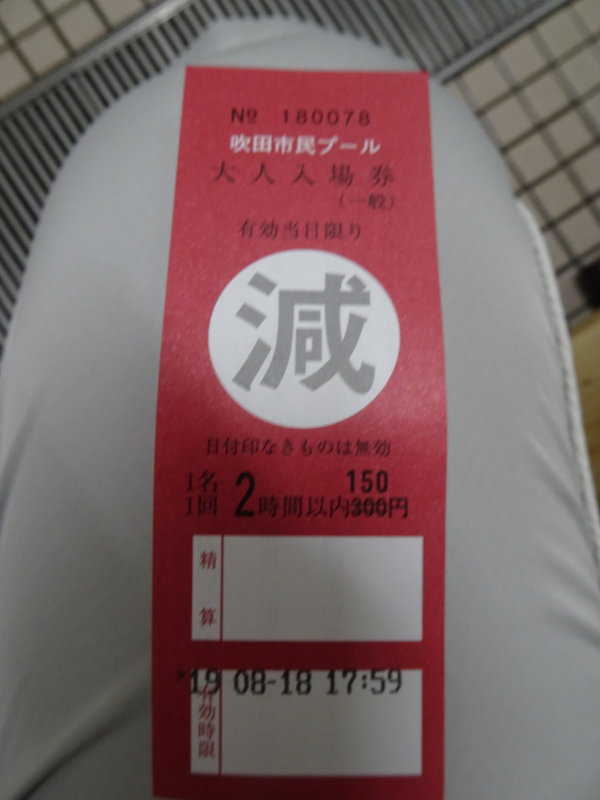 № 180078
吹田市民プール
大人入場券
(一般)
有効当日限り
減
日付印なきものは無効
1名
1回 2時間以内 150
300円
精算
'19 08-18 17:59
有効時限